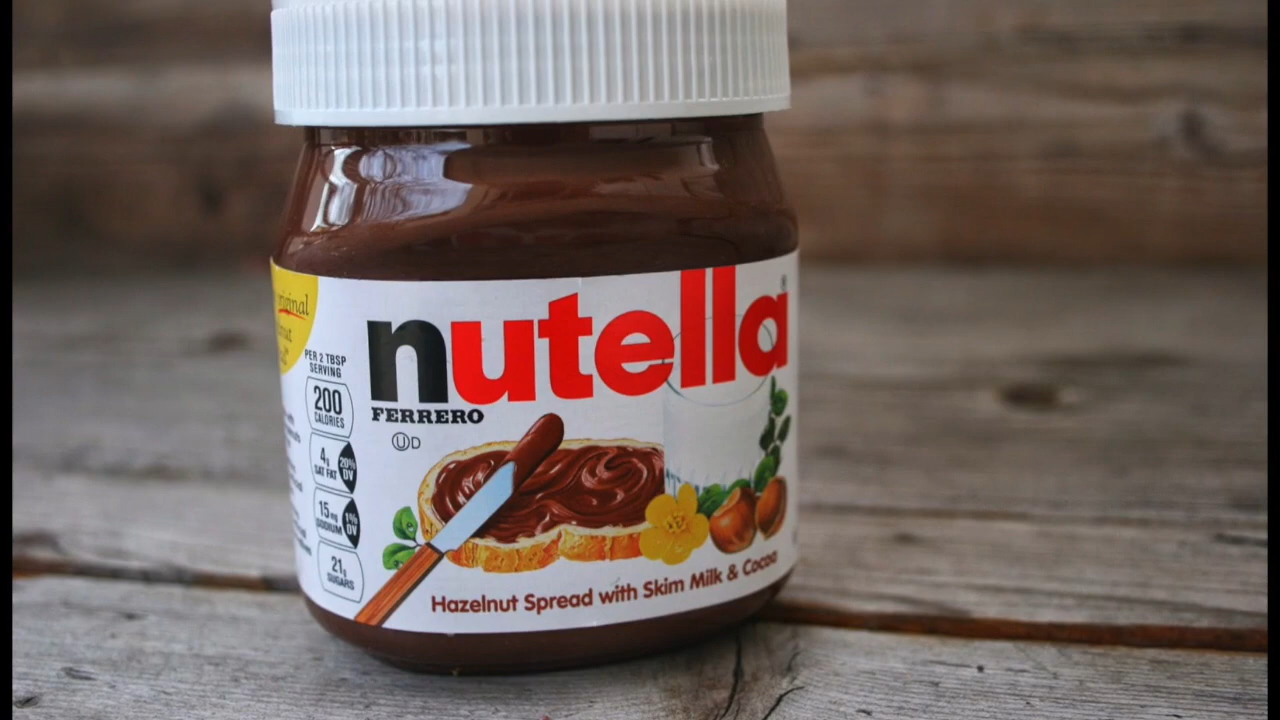 nutella
®
FERRERO
Ⓤ D
PER 2 TBSP
SERVING
200
CALORIES
4g
SAT FAT
20%
DV
15mg
SODIUM
1%
DV
21g
SUGARS
Hazelnut Spread with Skim Milk & Cocoa